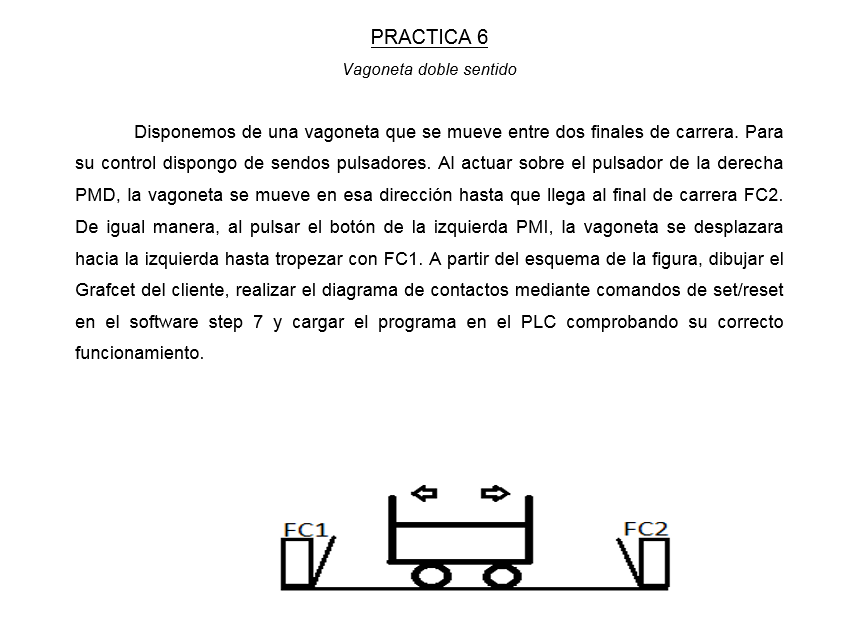 PRACTICA 6
Vagoneta doble sentido
Disponemos de una vagoneta que se mueve entre dos finales de carrera. Para
su control dispongo de sendos pulsadores. Al actuar sobre el pulsador de la derecha
PMD, la vagoneta se mueve en esa dirección hasta que llega al final de carrera FC2.
De igual manera, al pulsar el botón de la izquierda PMI, la vagoneta se desplazara
hacia la izquierda hasta tropezar con FC1. A partir del esquema de la figura, dibujar el
Grafcet del cliente, realizar el diagrama de contactos mediante comandos de set/reset
en el software step 7 y cargar el programa en el PLC comprobando su correcto
funcionamiento.
FC1
FC2